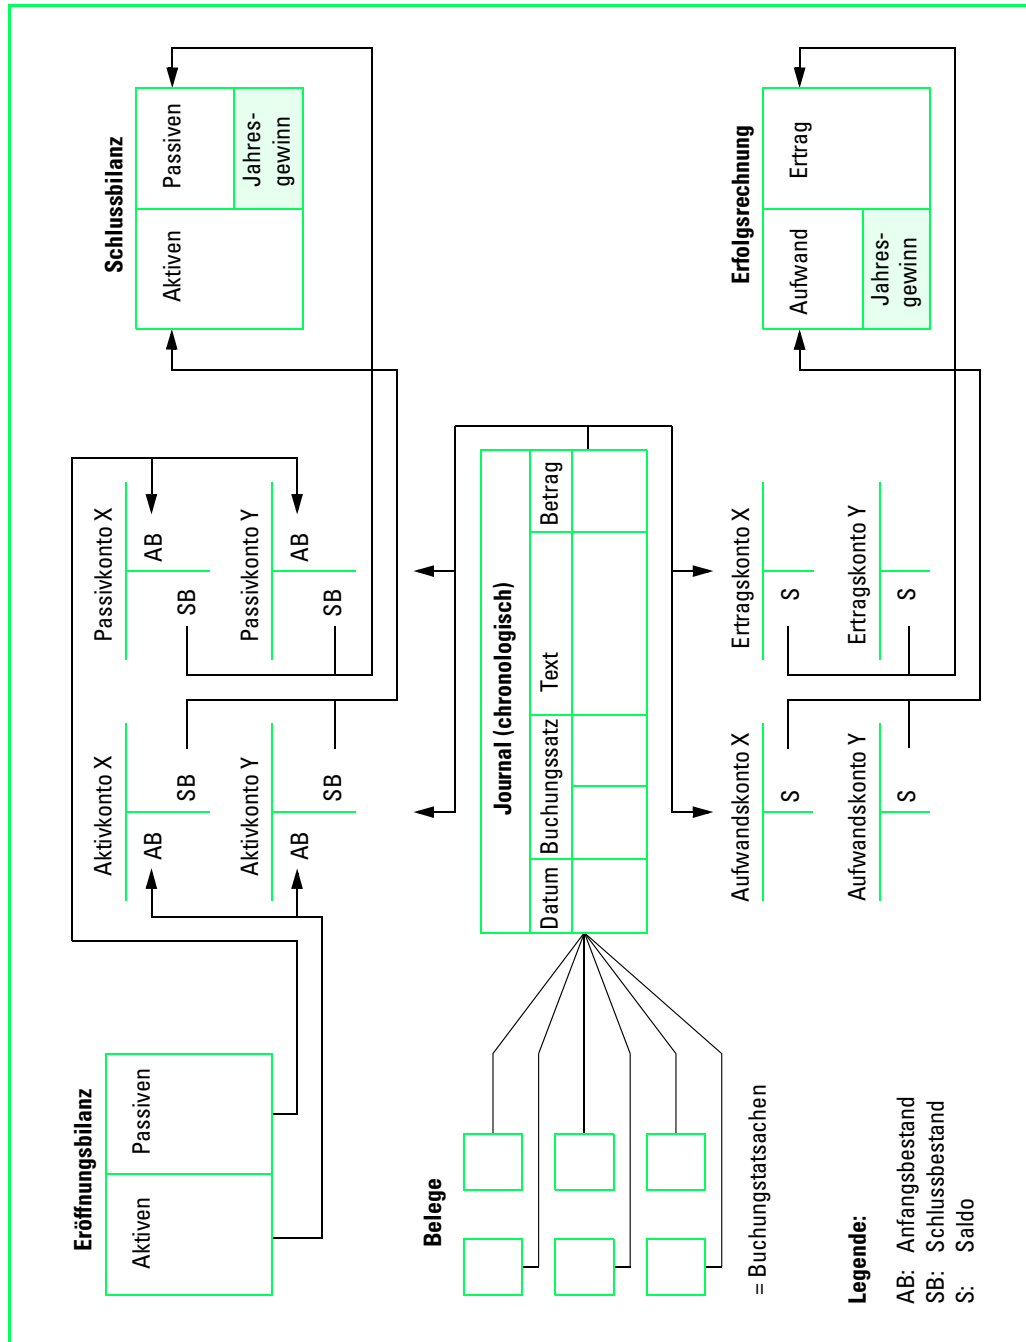 Eröffnungsbilanz
Aktiven
Passiven
Aktivkonto X
AB
SB
Aktivkonto Y
AB
SB
Passivkonto X
SB
AB
Passivkonto Y
SB
AB
Schlussbilanz
Aktiven
Passiven
Jahres-
gewinn
Belege
= Buchungstatsachen
Journal (chronologisch)
Datum Buchungssatz Text Betrag
Aufwandskonto X
S
Aufwandskonto Y
S
Ertragskonto X
S
Ertragskonto Y
S
Erfolgsrechnung
Aufwand
Jahres-
gewinn
Ertrag
Legende:
AB: Anfangsbestand
SB: Schlussbestand
S: Saldo